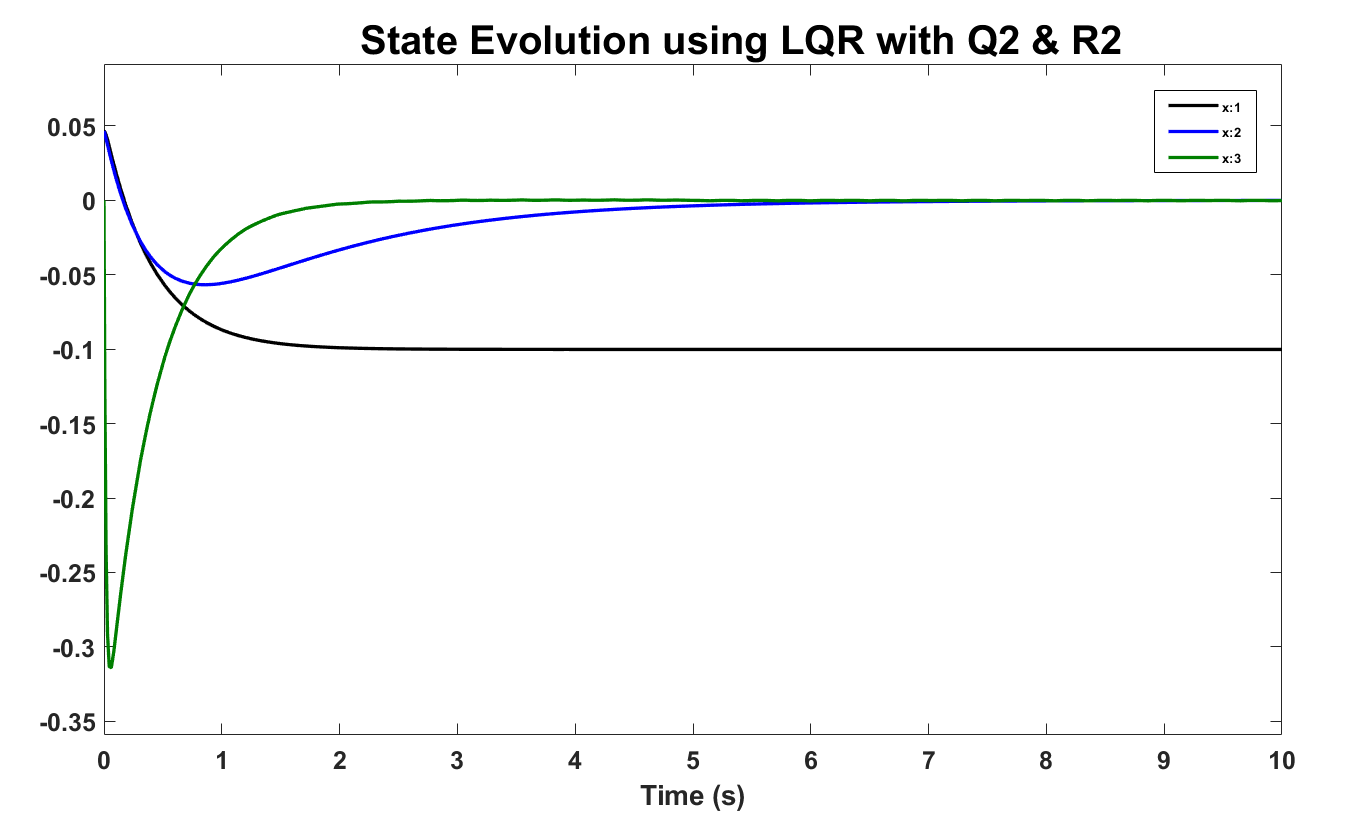 State Evolution using LQR with Q2 & R2
x:1
x:2
x:3
0.05
0
-0.05
-0.1
-0.15
-0.2
-0.25
-0.3
-0.35
0 1 2 3 4 5 6 7 8 9 10
Time (s)